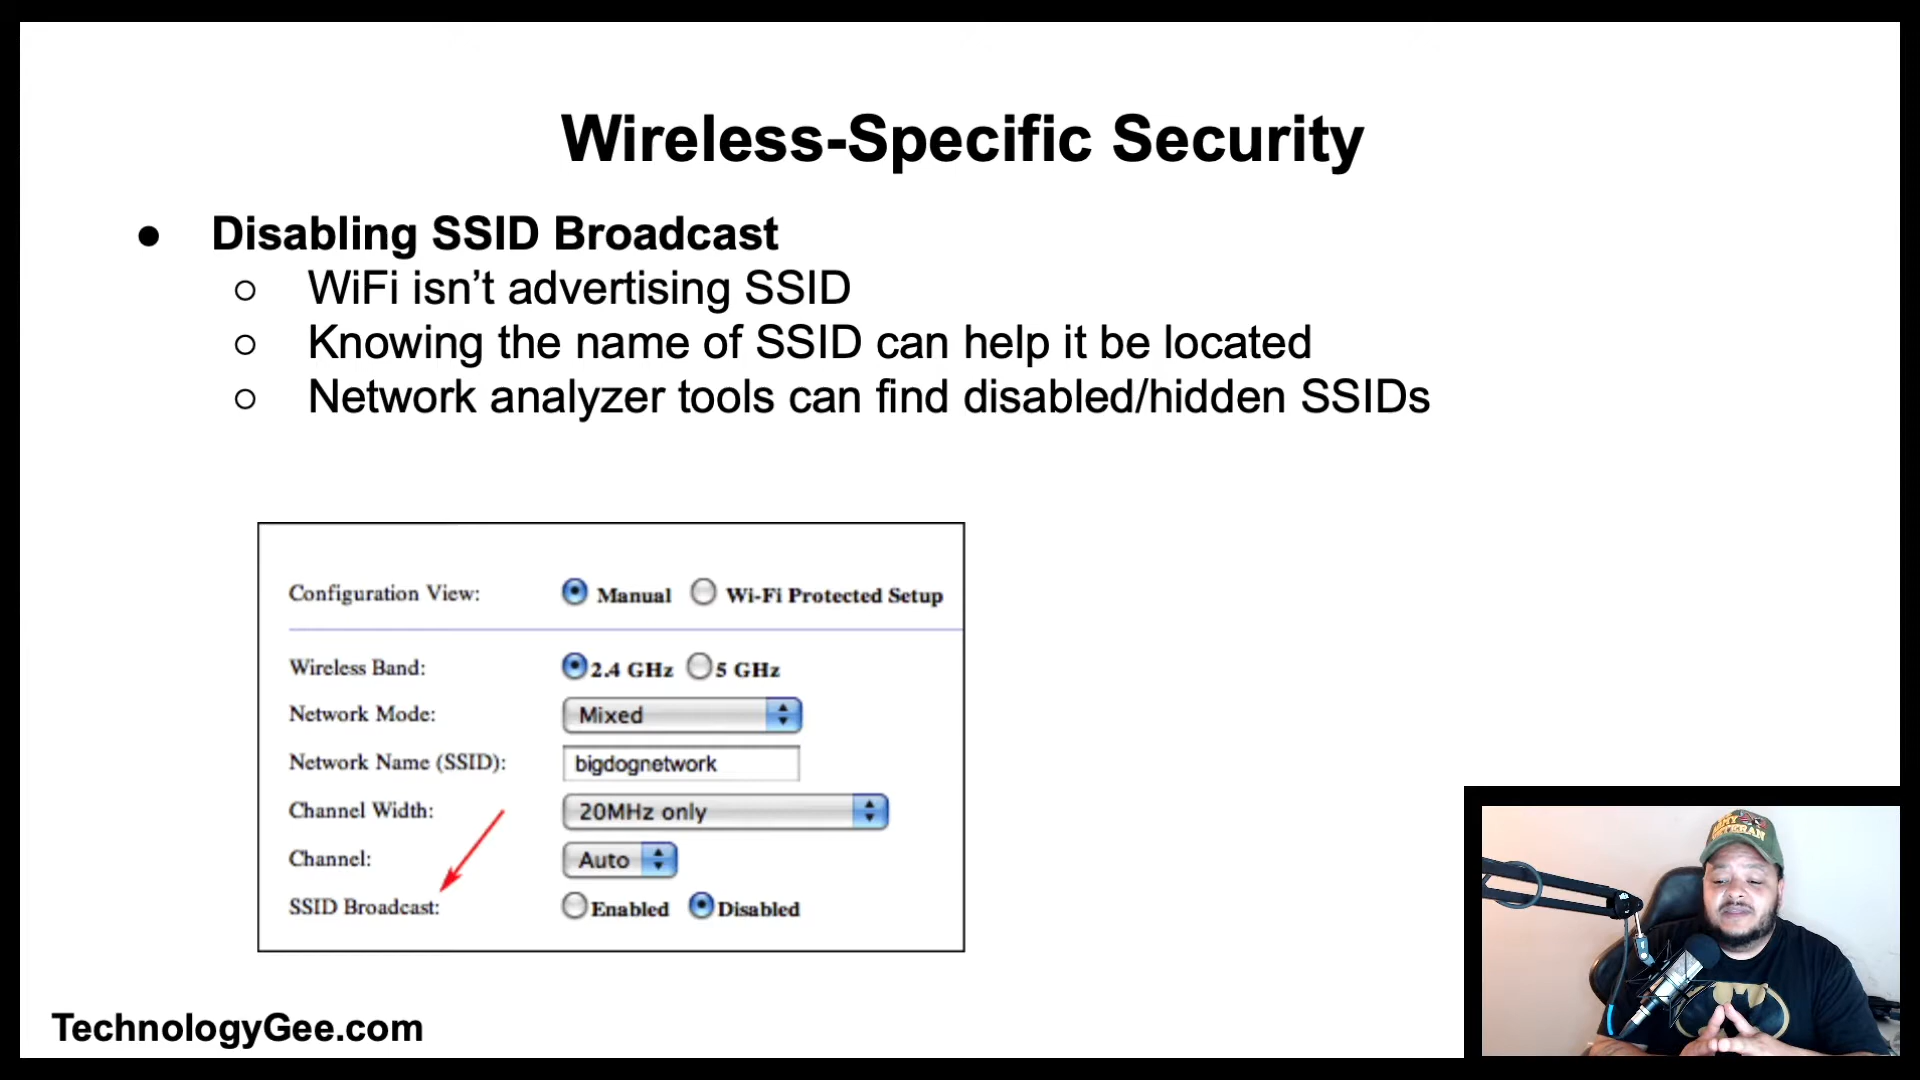 Wireless-Specific Security
● Disabling SSID Broadcast
○ WiFi isn’t advertising SSID
○ Knowing the name of SSID can help it be located
○ Network analyzer tools can find disabled/hidden SSIDs
Configuration View: Manual Wi-Fi Protected Setup
Wireless Band: 2.4 GHz 5 GHz
Network Mode: Mixed
Network Name (SSID): bigdognetwork
Channel Width: 20MHz only
Channel: Auto
SSID Broadcast: Enabled Disabled
ARMY
VETERAN
TechnologyGee.com